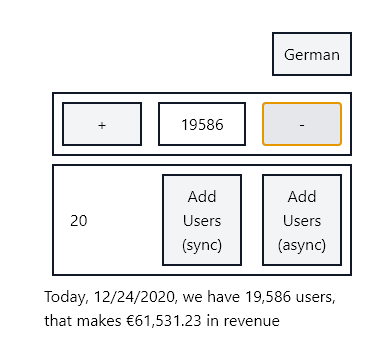 German
+ 19586 -
20
Add Users (sync)
Add Users (async)
Today, 12/24/2020, we have 19,586 users,
that makes €61,531.23 in revenue